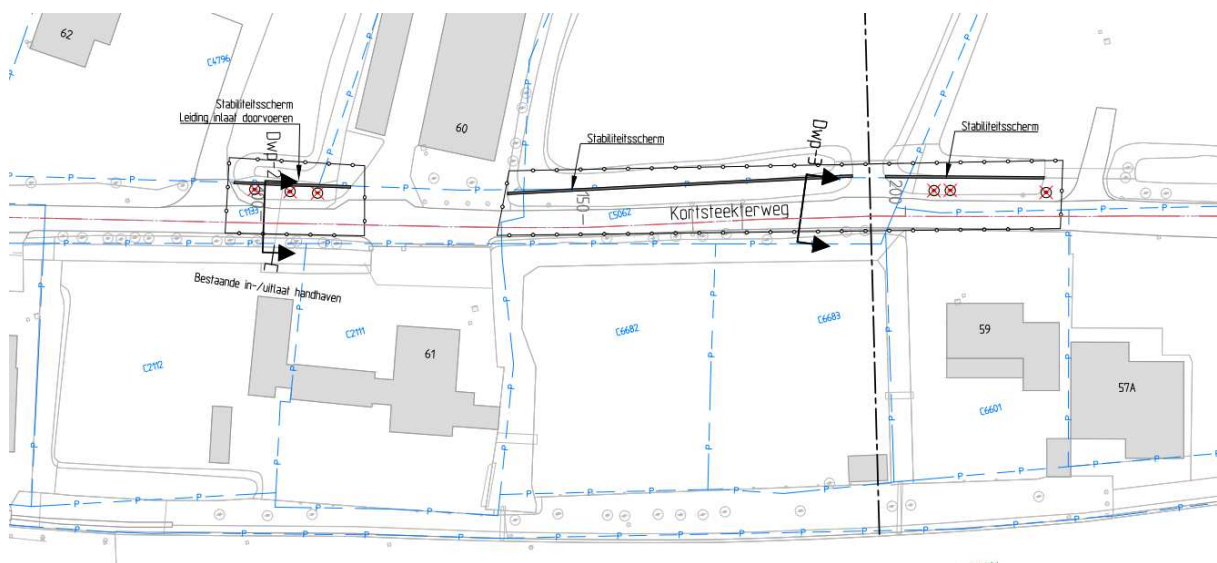 62
C4796
Stabiliteitsscherm
Leiding inlaat doorvoeren
60
Stabiliteitsscherm
Stabiliteitsscherm
Dwp-2
Dwp-3
C1135
C5062
150
200
Kortsteekterweg
Bestaande in-/uitlaat handhaven
C2111
61
C2112
C6682
C6683
59
57A
C6601